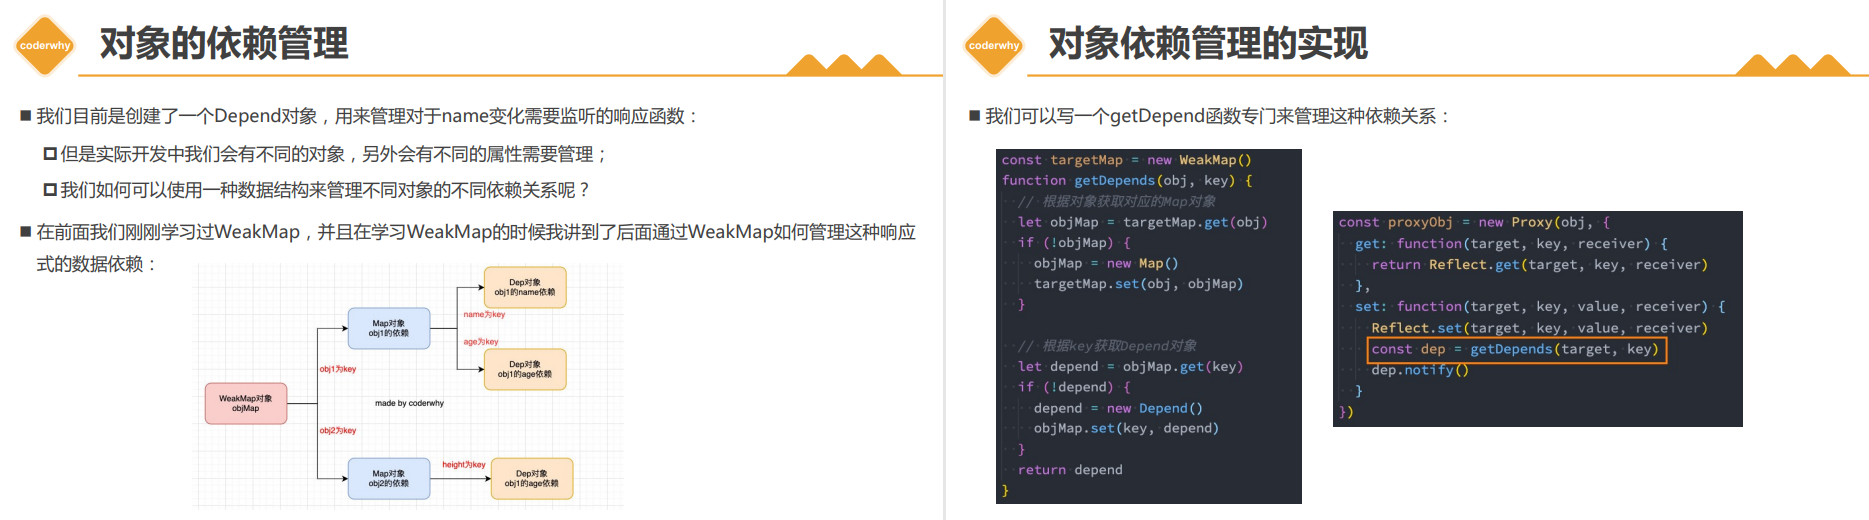 coderwhy
对象的依赖管理
我们目前是创建了一个Depend对象，用来管理对于name变化需要监听的响应函数：
但是实际开发中我们会有不同的对象，另外会有不同的属性需要管理；
我们如何可以使用一种数据结构来管理不同对象的不同依赖关系呢？
在前面我们刚刚学习过WeakMap，并且在学习WeakMap的时候我讲到了后面通过WeakMap如何管理这种响应
式的数据依赖：
WeakMap对象
objMap
obj1为key
obj2为key
made by coderwhy
Map对象
obj1的依赖
name为key
age为key
Dep对象
obj1的name依赖
Dep对象
obj1的age依赖
Map对象
obj2的依赖
height为key
Dep对象
obj1的age依赖
coderwhy
对象依赖管理的实现
我们可以写一个getDepend函数专门来管理这种依赖关系：
const targetMap = new WeakMap()
function getDepends(obj, key) {
// 根据对象获取对应的Map对象
let objMap = targetMap.get(obj)
if (!objMap) {
objMap = new Map()
targetMap.set(obj, objMap)
}
// 根据key获取Depend对象
let depend = objMap.get(key)
if (!depend) {
depend = new Depend()
objMap.set(key, depend)
}
return depend
}
const proxyObj = new Proxy(obj, {
get: function(target, key, receiver) {
return Reflect.get(target, key, receiver)
},
set: function(target, key, value, receiver) {
Reflect.set(target, key, value, receiver)
const dep = getDepends(target, key)
dep.notify()
}
})